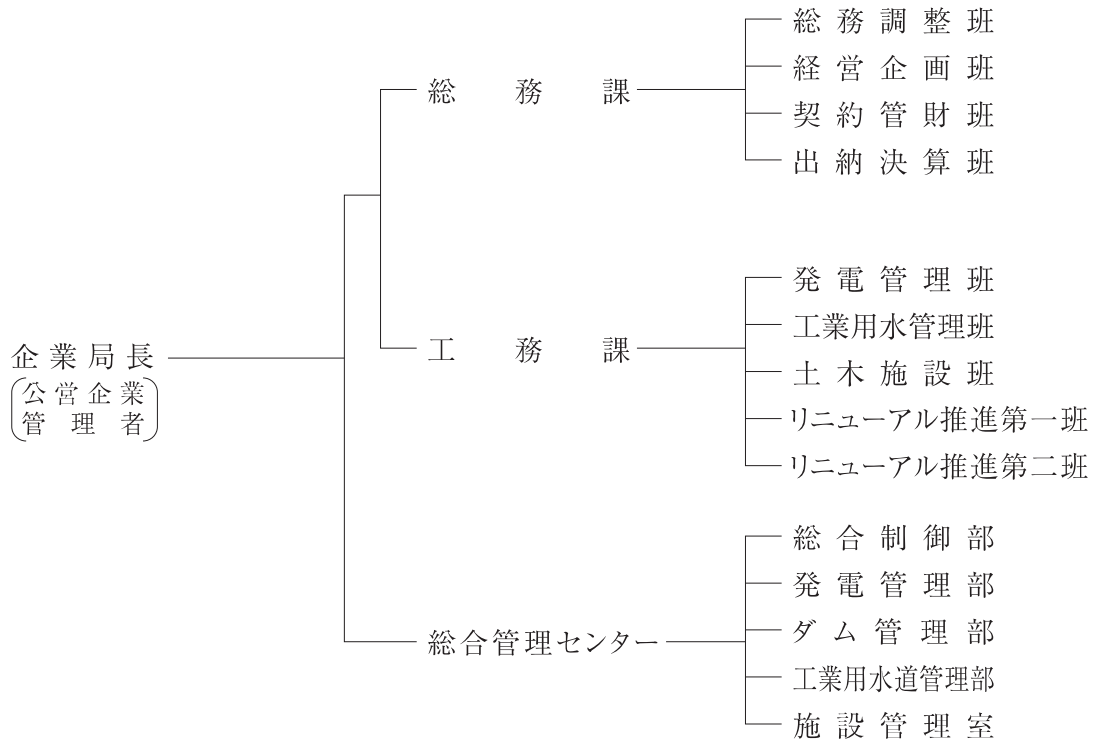 企業局長
公営企業
管理者
総務課
総務調整班
経営企画班
契約管財班
出納決算班
工務課
発電管理班
工業用水管理班
土木施設班
リニューアル推進第一班
リニューアル推進第二班
総合管理センター
総合制御部
発電管理部
ダム管理部
工業用水道管理部
施設管理室